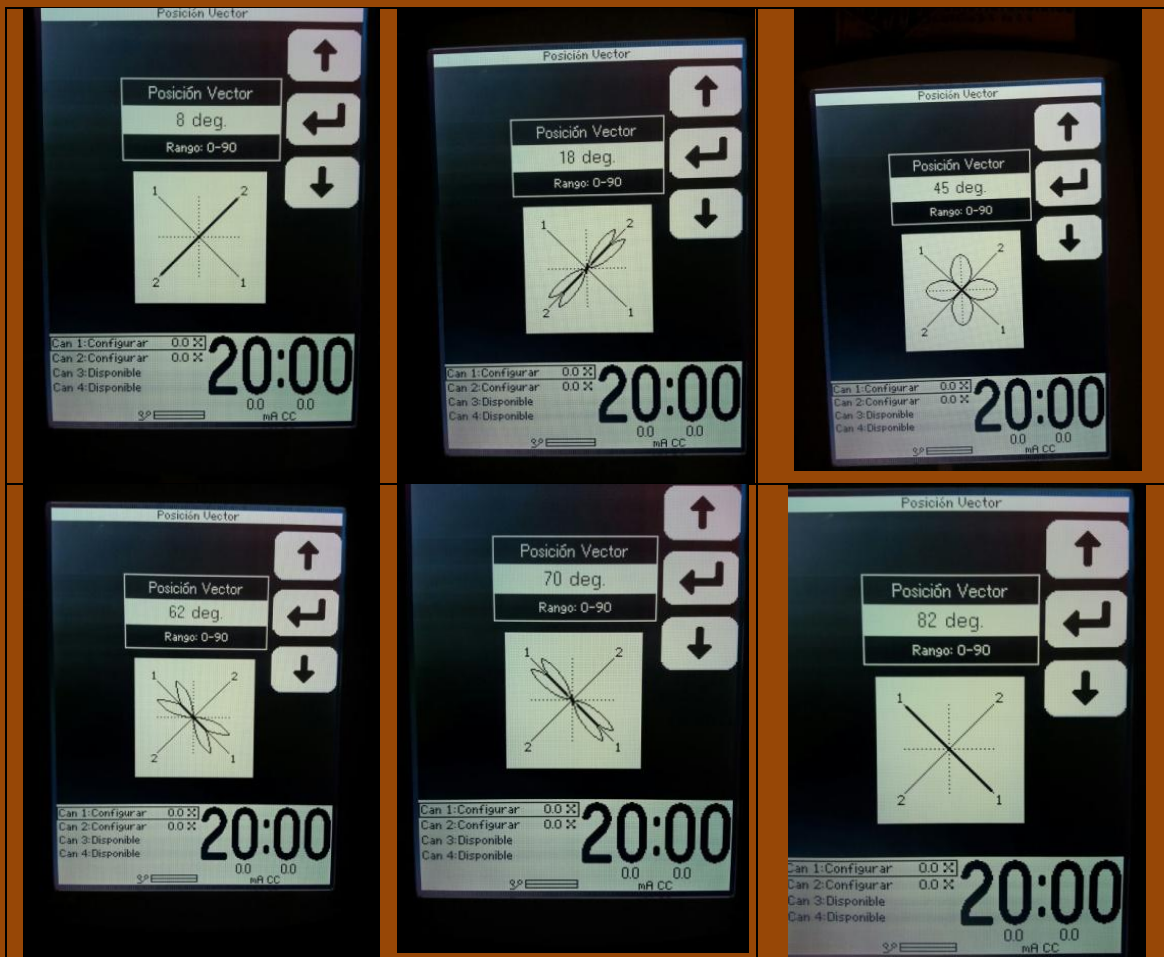 Posición Vector
Posición Vector
8 deg.
Rango: 0-90
1 2
2 1
Can 1:Configurar 0.0 %
Can 2:Configurar 0.0 %
Can 3:Disponible
Can 4:Disponible
20:00
0.0 0.0
mA CC
Posición Vector
Posición Vector
18 deg.
Rango: 0-90
1 2
2 1
Can 1:Configurar 0.0 %
Can 2:Configurar 0.0 %
Can 3:Disponible
Can 4:Disponible
20:00
0.0 0.0
mA CC
Posición Vector
Posición Vector
45 deg.
Rango: 0-90
1 2
2 1
Can 1:Configurar 0.0 %
Can 2:Configurar 0.0 %
Can 3:Disponible
Can 4:Disponible
20:00
0.0 0.0
mA CC
Posición Vector
Posición Vector
62 deg.
Rango: 0-90
1 2
2 1
Can 1:Configurar 0.0 %
Can 2:Configurar 0.0 %
Can 3:Disponible
Can 4:Disponible
20:00
0.0 0.0
mA CC
Posición Vector
70 deg.
Rango: 0-90
1 2
2 1
Can 1:Configurar 0.0 %
Can 2:Configurar 0.0 %
Can 3:Disponible
Can 4:Disponible
20:00
0.0 0.0
mA CC
Posición Vector
Posición Vector
82 deg.
Rango: 0-90
1 2
2 1
Can 1:Configurar 0.0 %
Can 2:Configurar 0.0 %
Can 3:Disponible
Can 4:Disponible
20:00
0.0 0.0
mA CC